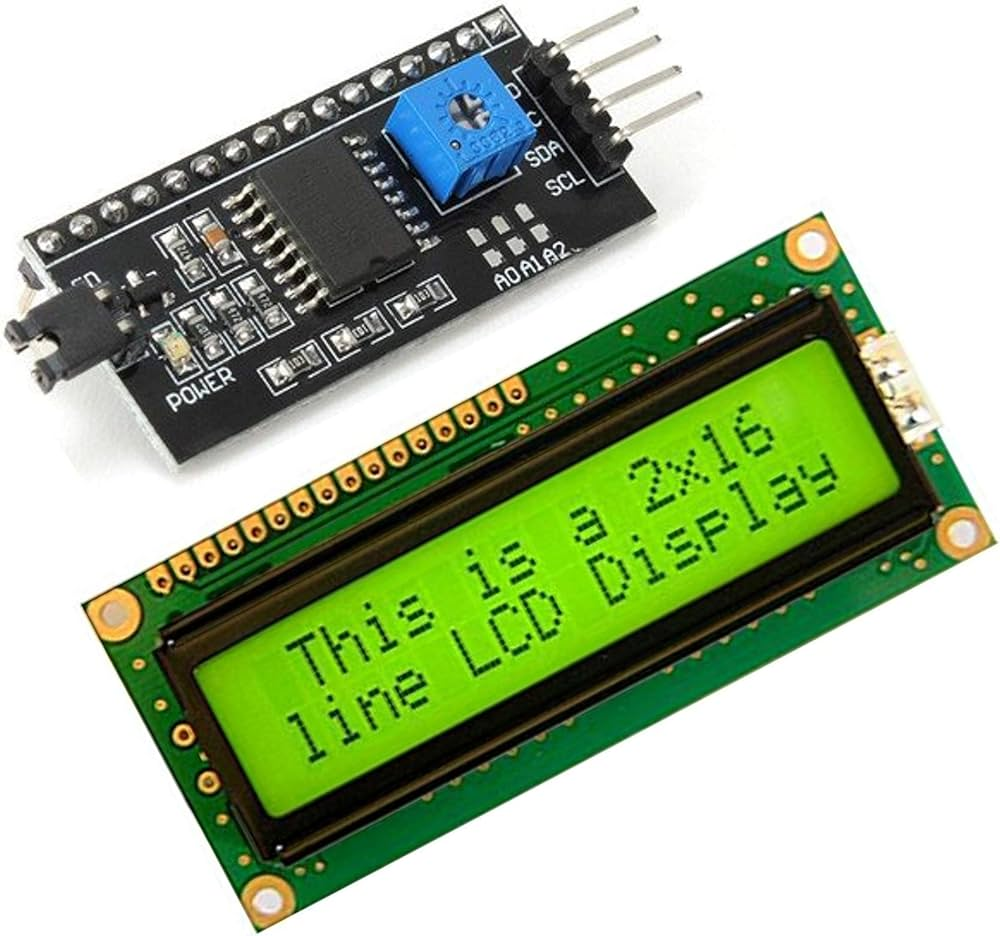 SDA
SCL
A0 A1 A2
POWER
This is a 2x16
line LCD Display